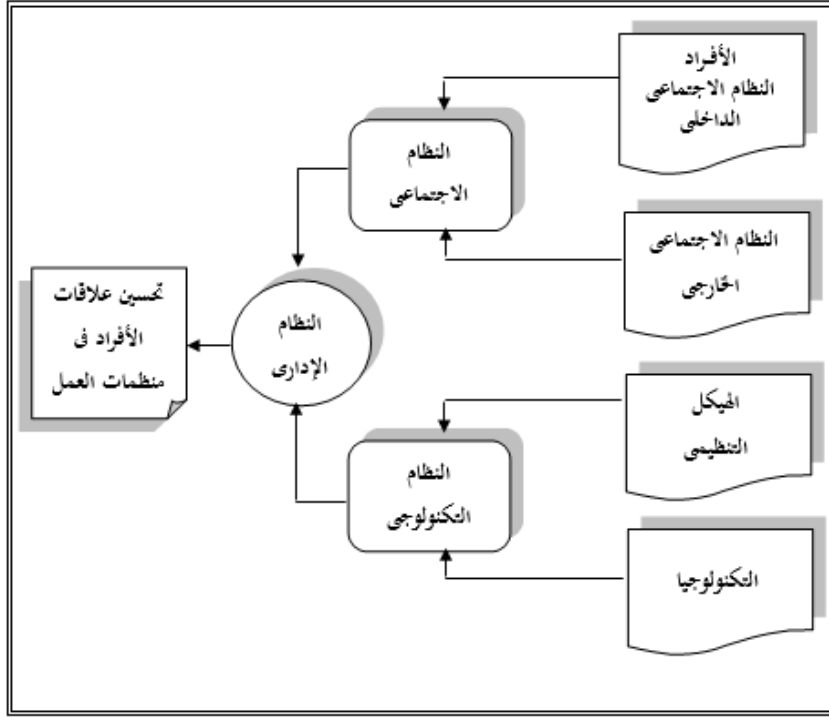 الأفراد
النظام الاجتماعى
الداخلى
النظام الاجتماعى
الخارجى
الهيكل
التنظيمى
التكنولوجيا
النظام
الاجتماعى
النظام
التكنولوجى
النظام
الإدارى
تحسين علاقات
الأفراد فى
منظمات العمل